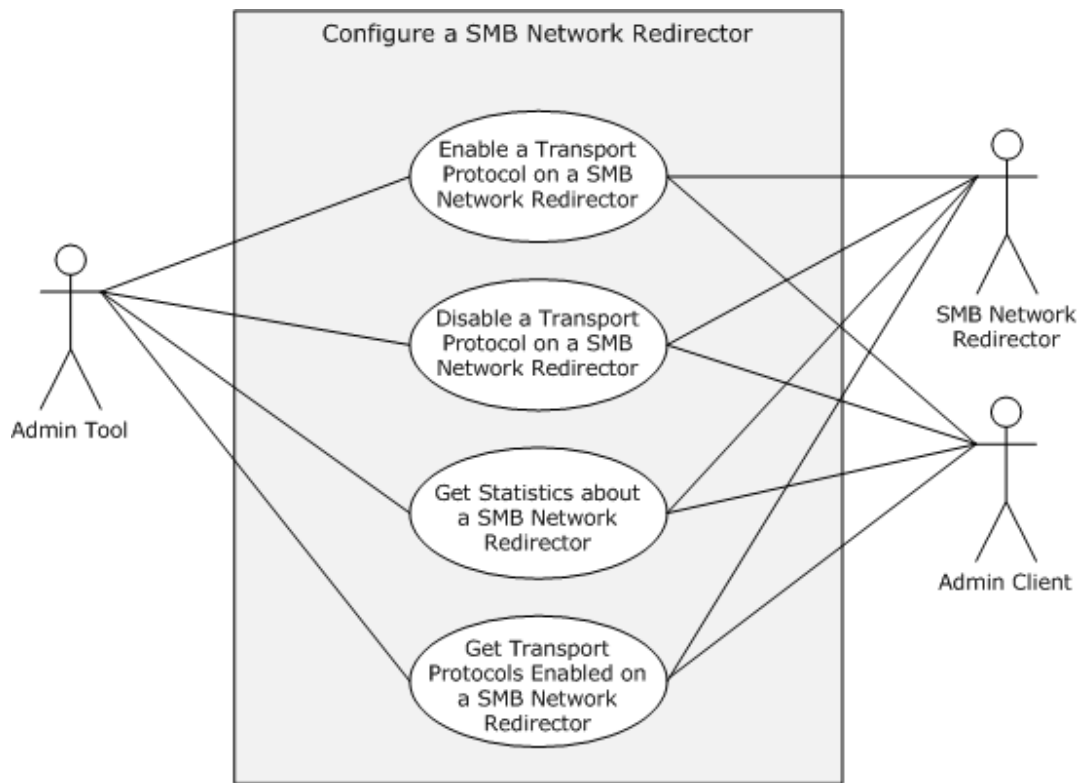 Configure a SMB Network Redirector
Enable a Transport
Protocol on a SMB
Network Redirector
Disable a Transport
Protocol on a SMB
Network Redirector
Get Statistics about
a SMB Network
Redirector
Get Transport
Protocols Enabled on
a SMB Network
Redirector
Admin Tool
SMB Network
Redirector
Admin Client